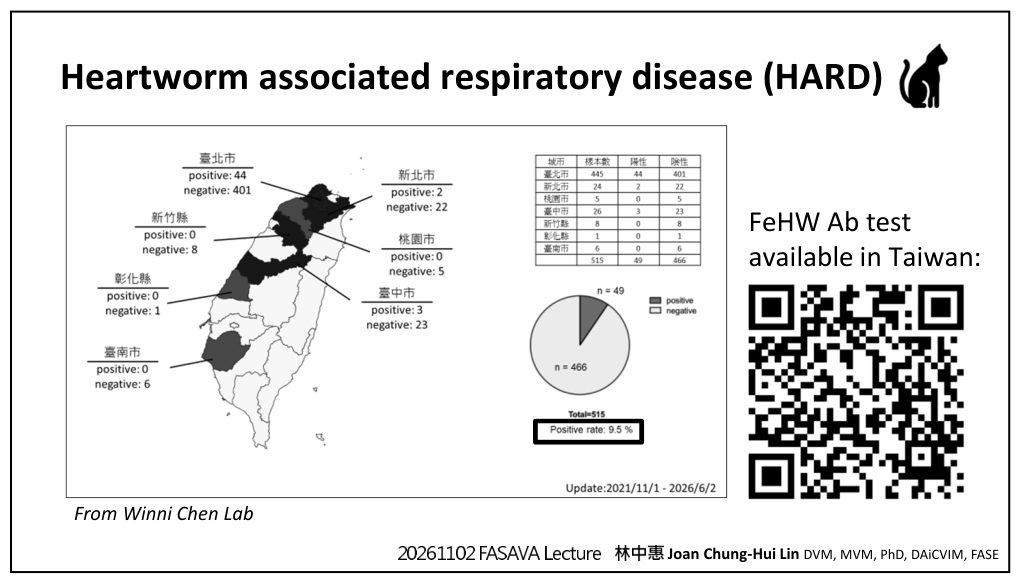 Heartworm associated respiratory disease (HARD)
臺北市
positive: 44
negative: 401
新北市
positive: 2
negative: 22
新竹縣
positive: 0
negative: 8
桃園市
positive: 0
negative: 5
彰化縣
positive: 0
negative: 1
臺中市
positive: 3
negative: 23
臺南市
positive: 0
negative: 6
城市 樣本數 陽性 陰性
臺北市 445 44 401
新北市 24 2 22
桃園市 5 0 5
臺中市 26 3 23
新竹縣 8 0 8
彰化縣 1 0 1
臺南市 6 0 6
515 49 466
n = 49
positive
negative
n = 466
Total=515
Positive rate: 9.5 %
Update:2021/11/1 - 2026/6/2
FeHW Ab test
available in Taiwan:
From Winni Chen Lab
20261102 FASAVA Lecture 林中惠 Joan Chung-Hui Lin DVM, MVM, PhD, DAiCVIM, FASE